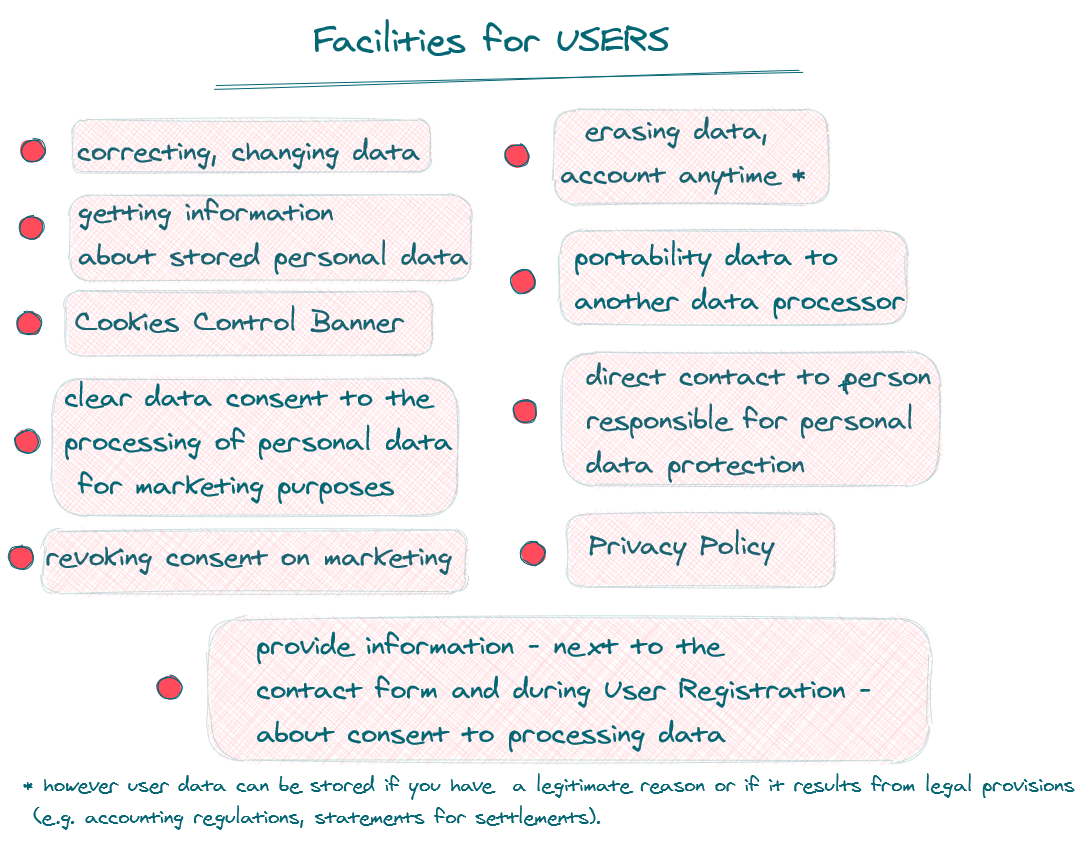 Facilities for USERS
correcting, changing data
getting information
about stored personal data
Cookies Control Banner
clear data consent to the
processing of personal data
for marketing purposes
revoking consent on marketing
erasing data,
account anytime *
portability data to
another data processor
direct contact to person
responsible for personal
data protection
Privacy Policy
provide information - next to the
contact form and during User Registration -
about consent to processing data
* however user data can be stored if you have a legitimate reason or if it results from legal provisions
(e.g. accounting regulations, statements for settlements).